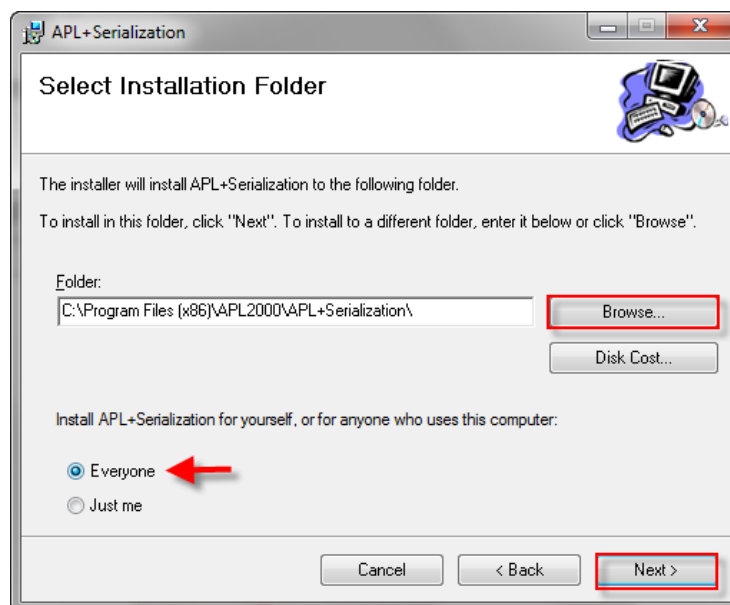 APL+Serialization
Select Installation Folder
The installer will install APL+Serialization to the following folder.
To install in this folder, click "Next". To install to a different folder, enter it below or click "Browse".
Folder:
C:\Program Files (x86)\APL2000\APL+Serialization\
Browse...
Disk Cost...
Install APL+Serialization for yourself, or for anyone who uses this computer:
Everyone
Just me
Cancel
< Back
Next >